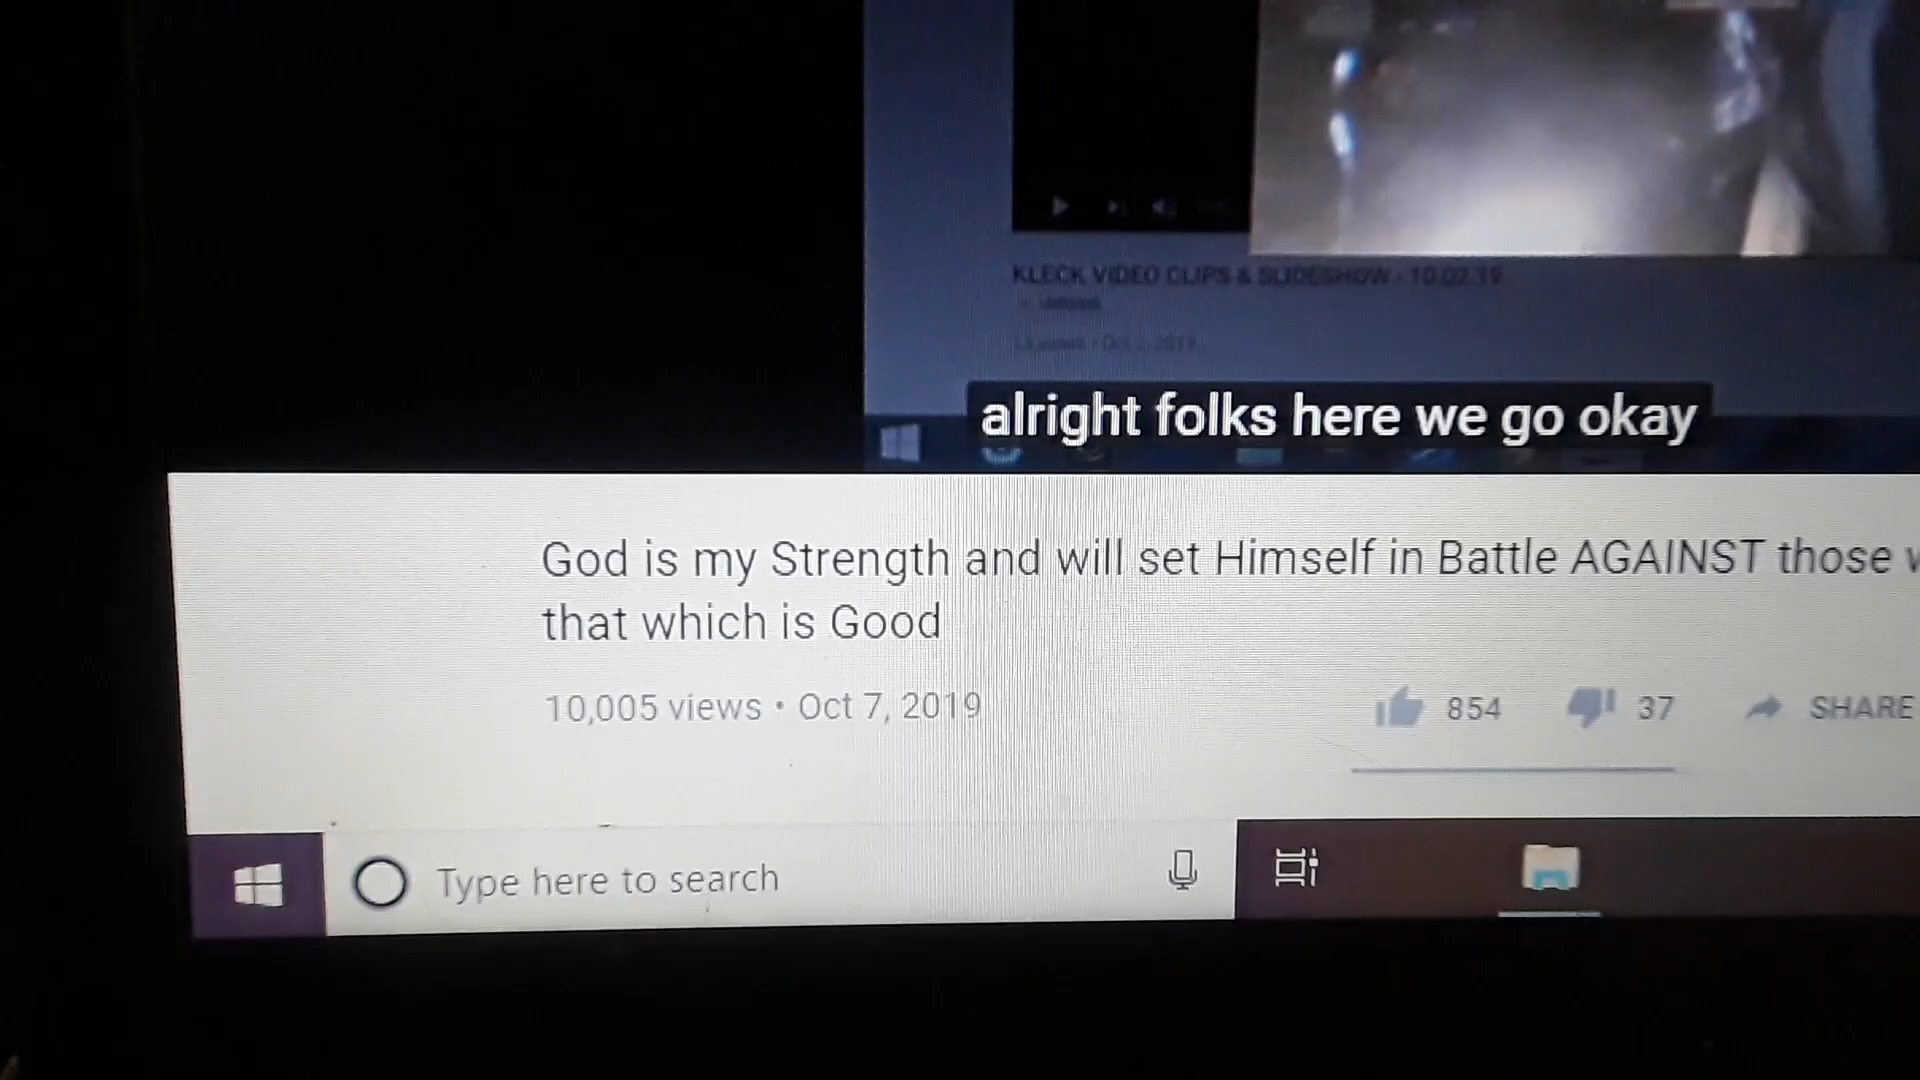 KLECK VIDEO CLIPS & SLIDESHOW - 10.02.19
alright folks here we go okay
God is my Strength and will set Himself in Battle AGAINST those
that which is Good
10,005 views • Oct 7, 2019
854
37
SHARE
Type here to search